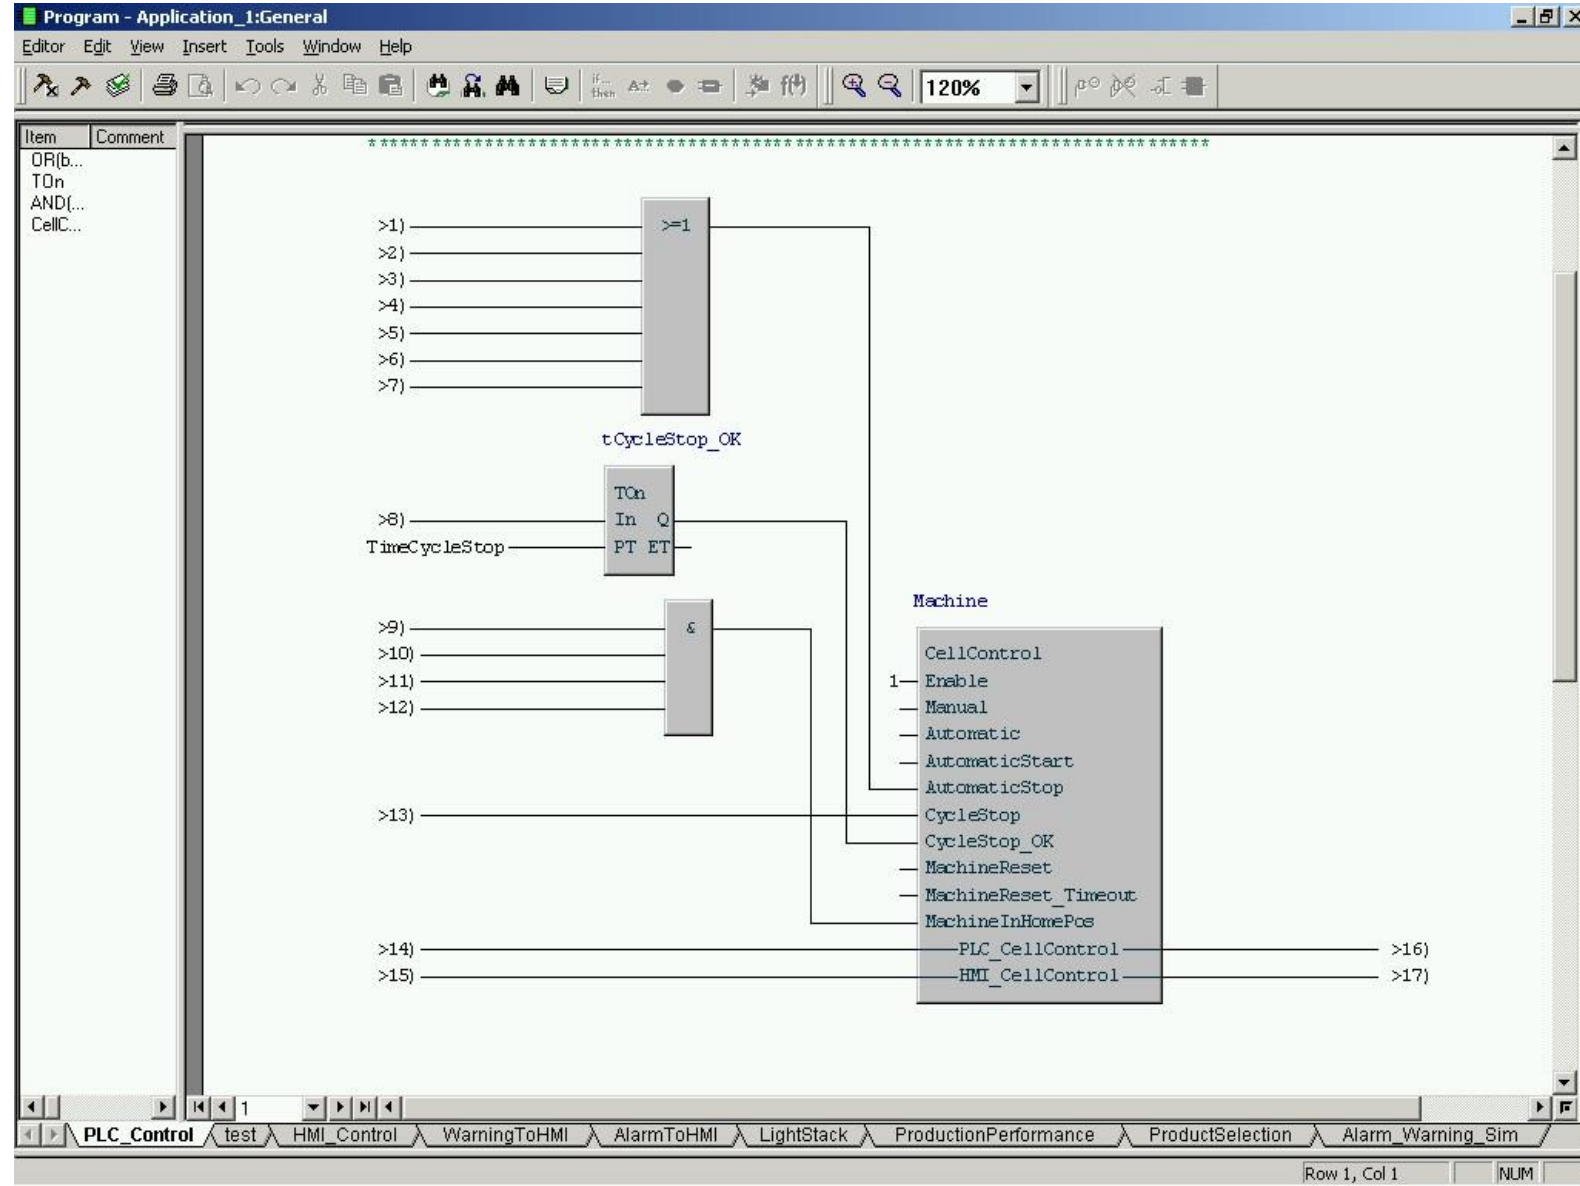 Program - Application_1:General
Editor Edit View Insert Tools Window Help
if... then 120%
Item Comment
OR(b...
TOn
AND(...
CellC...
********************************************************************************
>1) >=1
>2)
>3)
>4)
>5)
>6)
>7)
tCycleStop_OK
TOn
>8) In Q
TimeCycleStop PT ET
Machine
>9) &
>10) CellControl
>11) 1 Enable
>12) Manual
Automatic
AutomaticStart
AutomaticStop
>13) CycleStop
CycleStop_OK
MachineReset
MachineReset_Timeout
MachineInHomePos
>14) PLC_CellControl >16)
>15) HMI_CellControl >17)
1
PLC_Control test HMI_Control WarningToHMI AlarmToHMI LightStack ProductionPerformance ProductSelection Alarm_Warning_Sim
Row 1, Col 1 NUM